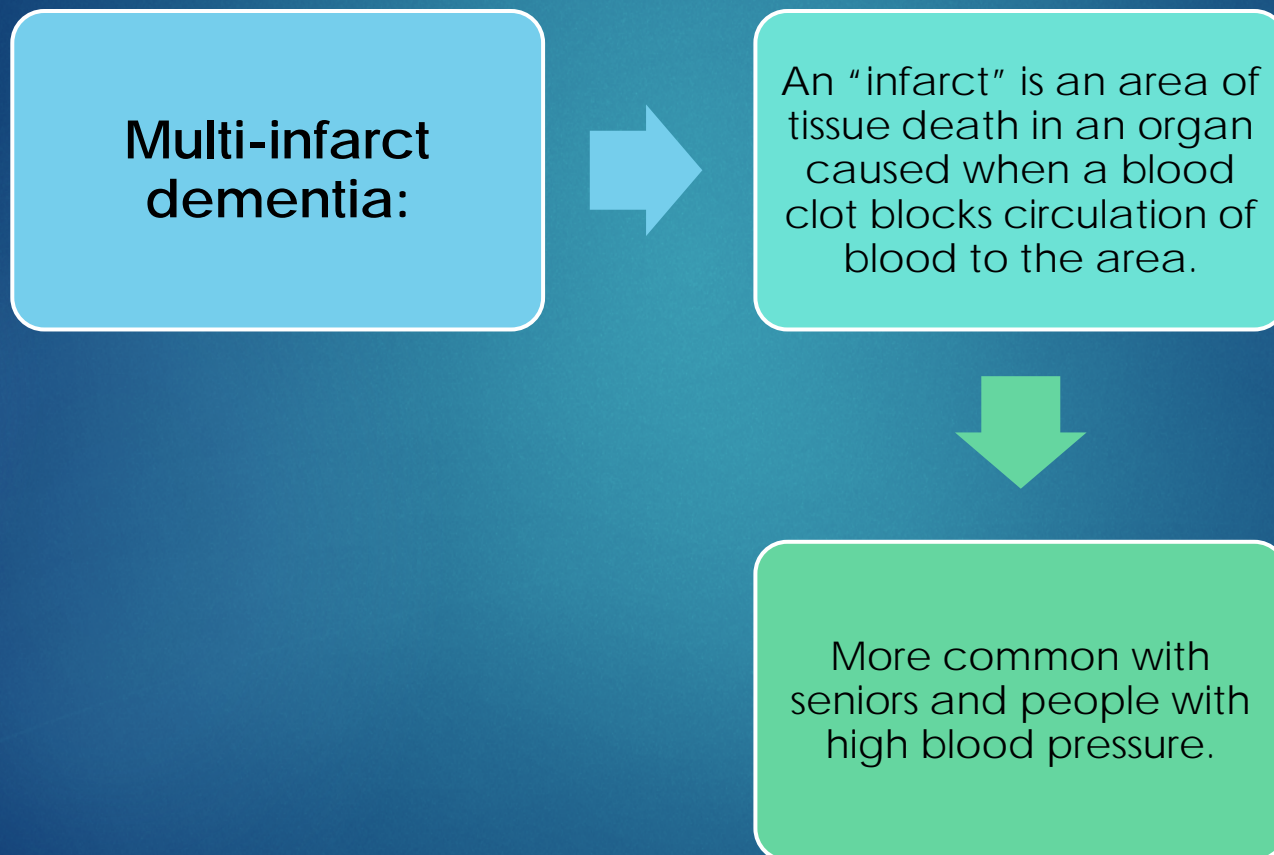 Multi-infarct
dementia:
An “infarct” is an area of
tissue death in an organ
caused when a blood
clot blocks circulation of
blood to the area.
More common with
seniors and people with
high blood pressure.